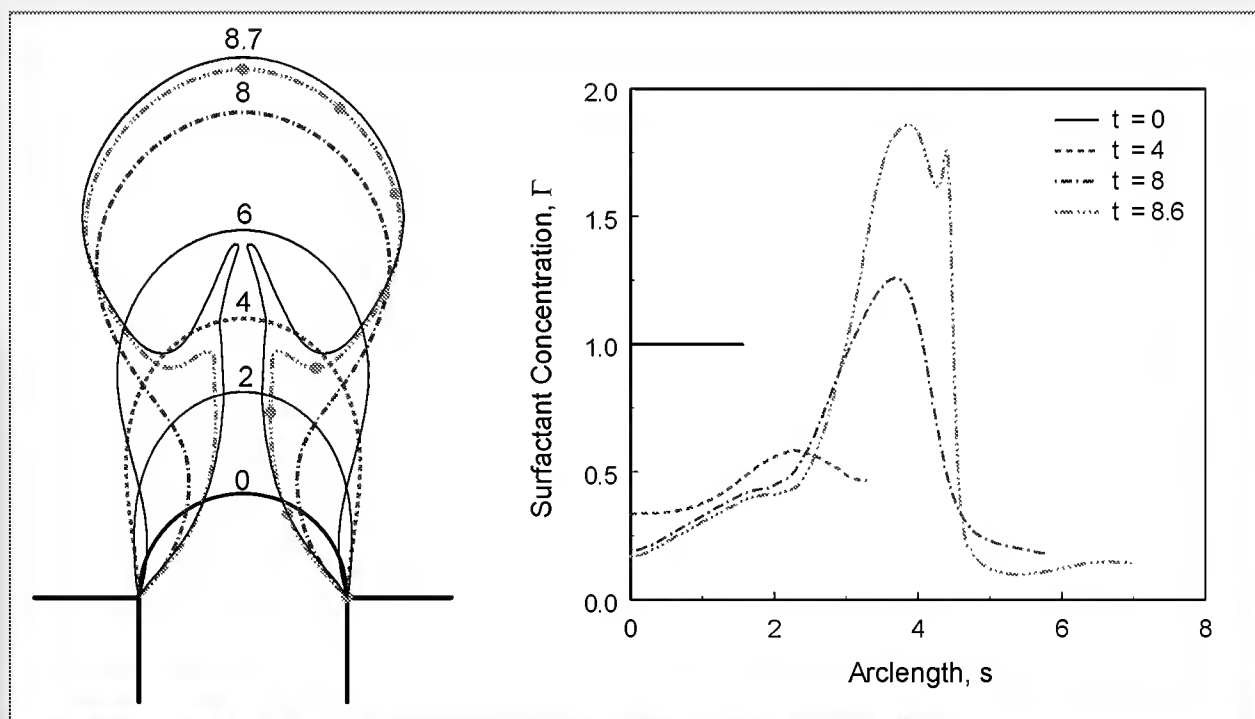 8.7
8
6
4
2
0
Surfactant Concentration, Γ
2.0
1.5
1.0
0.5
0.0
t = 0
t = 4
t = 8
t = 8.6
0 2 4 6 8
Arclength, s